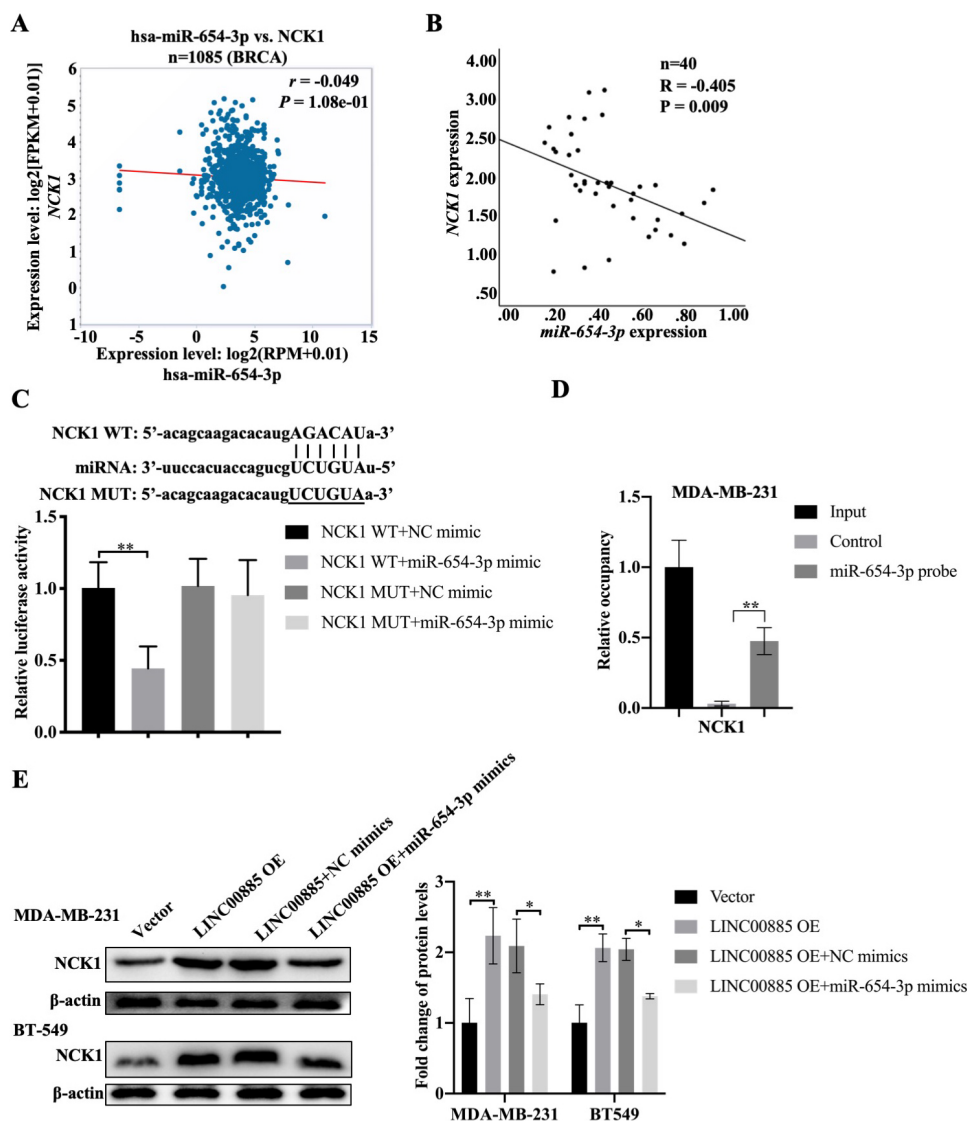 A
hsa-miR-654-3p vs. NCK1
n=1085 (BRCA)
r = -0.049
P = 1.08e-01
Expression level: log2[FPKM+0.01)]
NCK1
6
5
4
3
2
1
0
1
-10 -5 0 5 10 15
Expression level: log2(RPM+0.01)
hsa-miR-654-3p
B
n=40
R = -0.405
P = 0.009
NCK1 expression
4.00
3.00
2.50
2.00
1.50
1.00
.50
.00 .20 .40 .60 .80 1.00
miR-654-3p expression
C
NCK1 WT: 5’-acagcaagacacaugAGACAUa-3’
miRNA: 3’-uuccacuaccagucgUCUGUAu-5’
NCK1 MUT: 5’-acagcaagacacaugUCUGUAa-3’
Relative luciferase activity
1.5
1.0
0.5
0.0
**
NCK1 WT+NC mimic
NCK1 WT+miR-654-3p mimic
NCK1 MUT+NC mimic
NCK1 MUT+miR-654-3p mimic
D
MDA-MB-231
Relative occupancy
1.5
1.0
0.5
0.0
**
NCK1
Input
Control
miR-654-3p probe
E
MDA-MB-231
Vector
LINC00885 OE
LINC00885+NC mimics
LINC00885 OE+miR-654-3p mimics
NCK1
β-actin
BT-549
NCK1
β-actin
Fold change of protein levels
3
2
1
0
** * ** *
MDA-MB-231 BT549
Vector
LINC00885 OE
LINC00885 OE+NC mimics
LINC00885 OE+miR-654-3p mimics